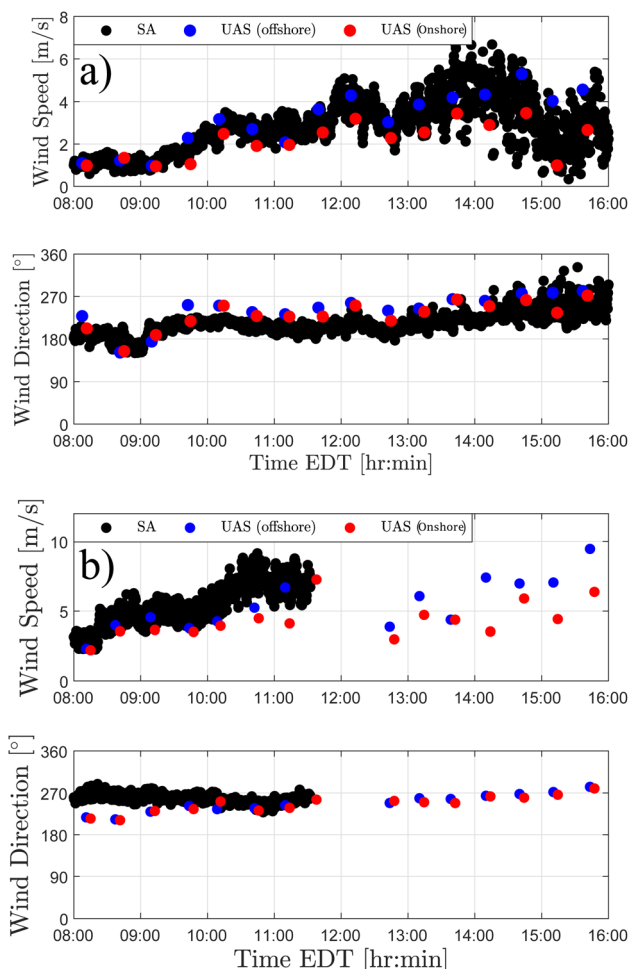 SA UAS (offshore) UAS (Onshore)
a)
Wind Speed [m/s]
8
6
4
2
0
08:00 09:00 10:00 11:00 12:00 13:00 14:00 15:00 16:00
Wind Direction [°]
360
270
180
90
0
08:00 09:00 10:00 11:00 12:00 13:00 14:00 15:00 16:00
Time EDT [hr:min]
SA UAS (offshore) UAS (Onshore)
b)
Wind Speed [m/s]
10
5
0
08:00 09:00 10:00 11:00 12:00 13:00 14:00 15:00 16:00
Wind Direction [°]
360
270
180
90
0
08:00 09:00 10:00 11:00 12:00 13:00 14:00 15:00 16:00
Time EDT [hr:min]